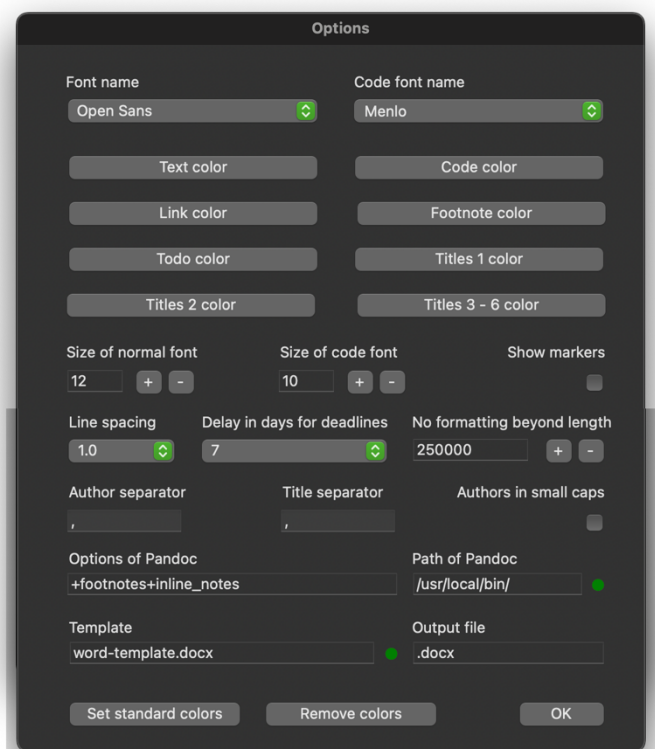 Options
Font name Code font name
Open Sans Menlo
Text color Code color
Link color Footnote color
Todo color Titles 1 color
Titles 2 color Titles 3 - 6 color
Size of normal font Size of code font Show markers
12 + - 10 + -
Line spacing Delay in days for deadlines No formatting beyond length
1.0 7 250000 + -
Author separator Title separator Authors in small caps
, ,
Options of Pandoc Path of Pandoc
+footnotes+inline_notes /usr/local/bin/
Template Output file
word-template.docx .docx
Set standard colors Remove colors OK